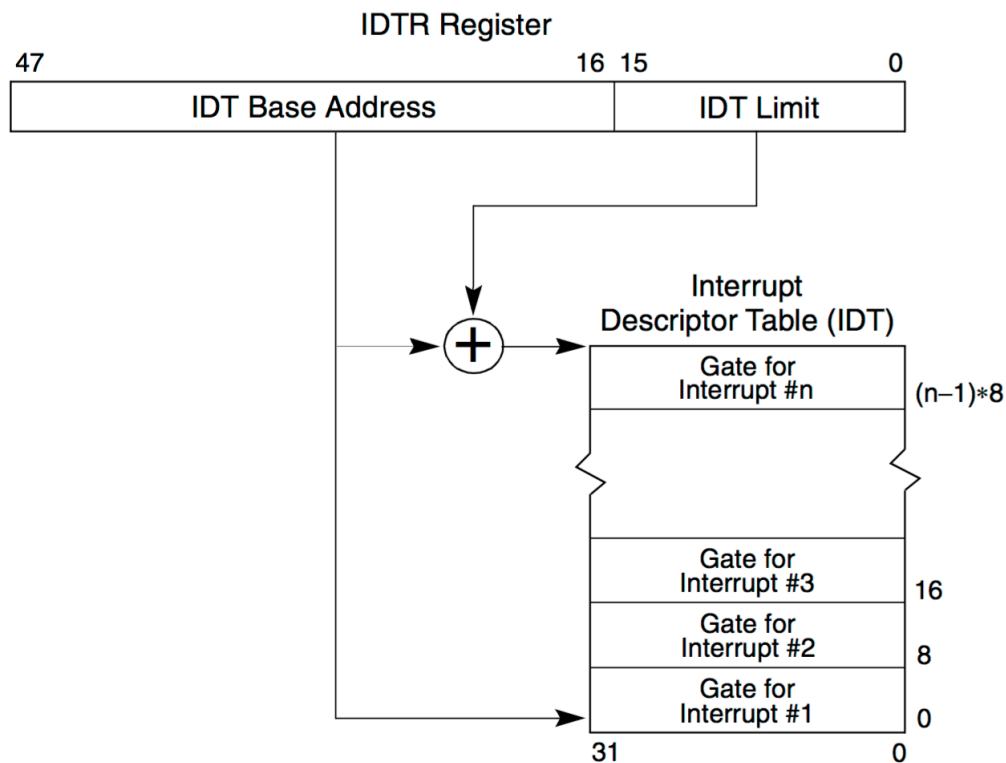 IDTR Register
47 16 15 0
IDT Base Address IDT Limit
Interrupt
Descriptor Table (IDT)
Gate for
Interrupt #n
(n–1)∗8
Gate for
Interrupt #3
16
Gate for
Interrupt #2
8
Gate for
Interrupt #1
0
31 0